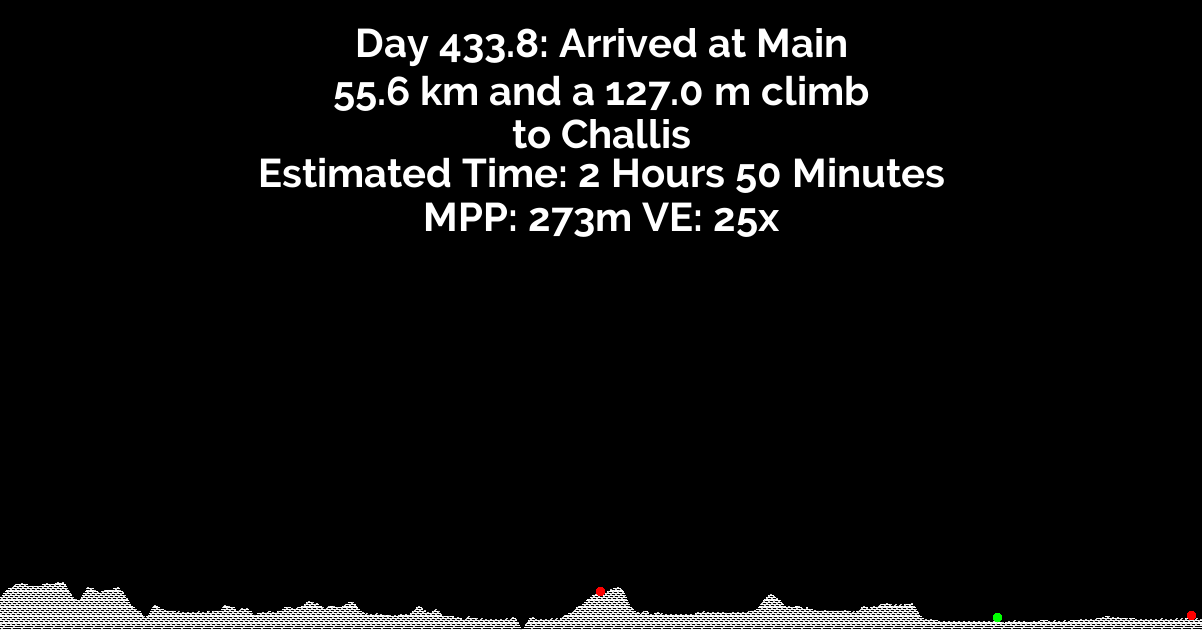 Day 433.8: Arrived at Main
55.6 km and a 127.0 m climb
to Challis
Estimated Time: 2 Hours 50 Minutes
MPP: 273m VE: 25x